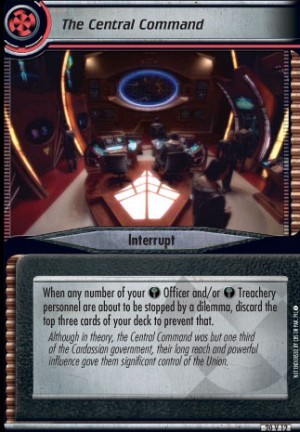 The Central Command
Interrupt
When any number of your Officer and/or Treachery
personnel are about to be stopped by a dilemma, discard the
top three cards of your deck to prevent that.
Although in theory, the Central Command was but one third
of the Cardassian government, their long reach and powerful
influence gave them significant control of the Union.
20 V 12